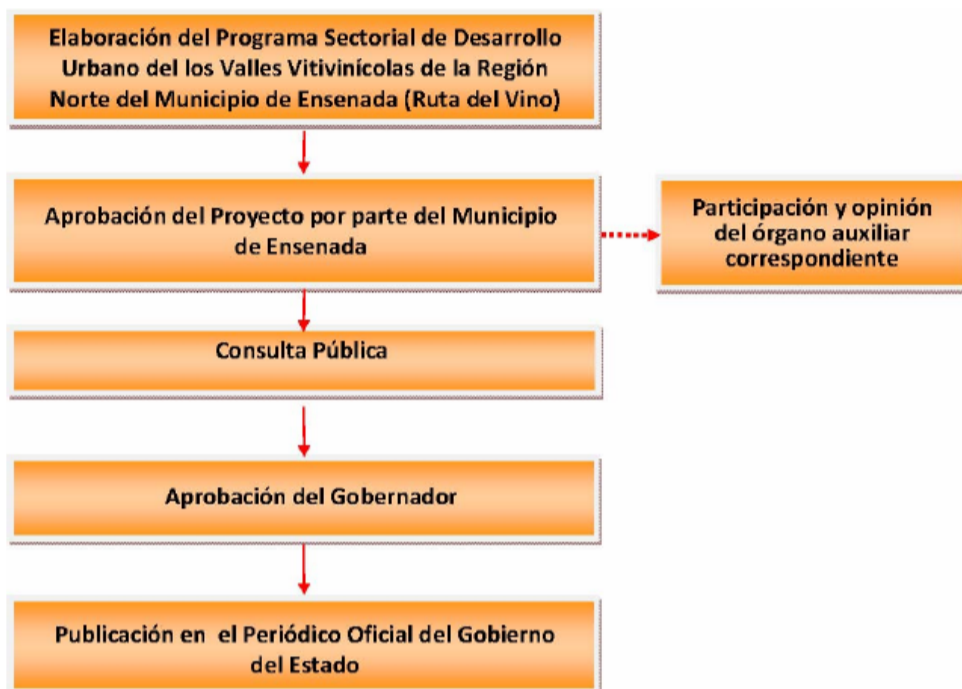 Elaboración del Programa Sectorial de Desarrollo
Urbano del los Valles Vitivinícolas de la Región
Norte del Municipio de Ensenada (Ruta del Vino)
Aprobación del Proyecto por parte del Municipio
de Ensenada
Participación y opinión
del órgano auxiliar
correspondiente
Consulta Pública
Aprobación del Gobernador
Publicación en el Periódico Oficial del Gobierno
del Estado